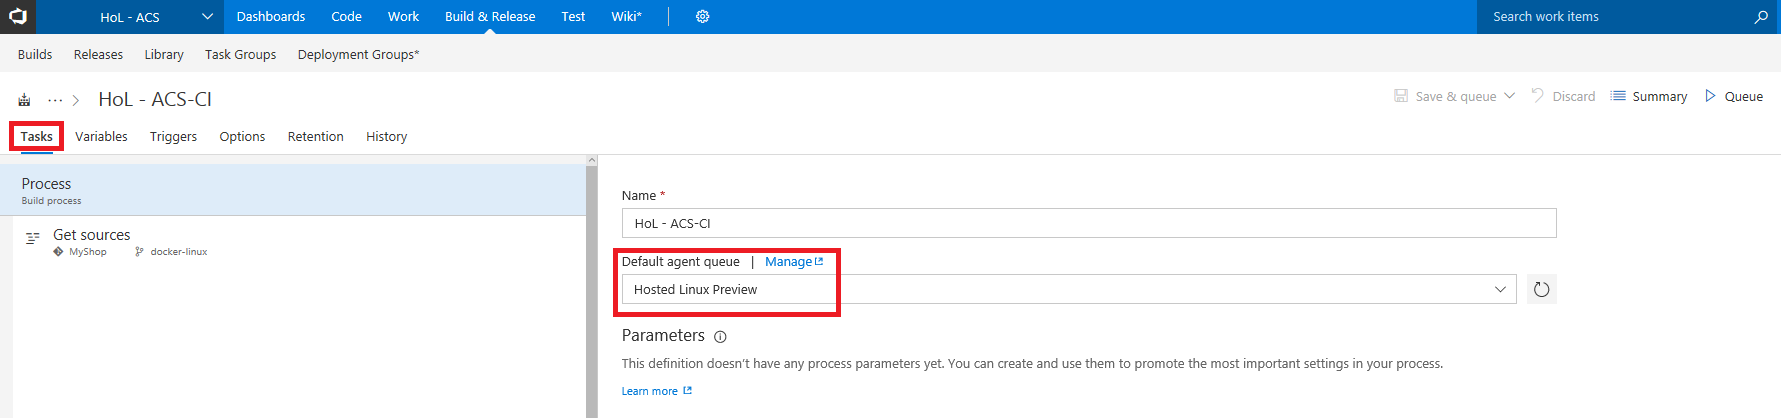 HoL - ACS Dashboards Code Work Build & Release Test Wiki* Search work items
Builds Releases Library Task Groups Deployment Groups*
... > HoL - ACS-CI Save & queue Discard Summary Queue
Tasks Variables Triggers Options Retention History
Process
Build process
Get sources
MyShop docker-linux
Name *
HoL - ACS-CI
Default agent queue | Manage
Hosted Linux Preview
Parameters
This definition doesn't have any process parameters yet. You can create and use them to promote the most important settings in your process.
Learn more